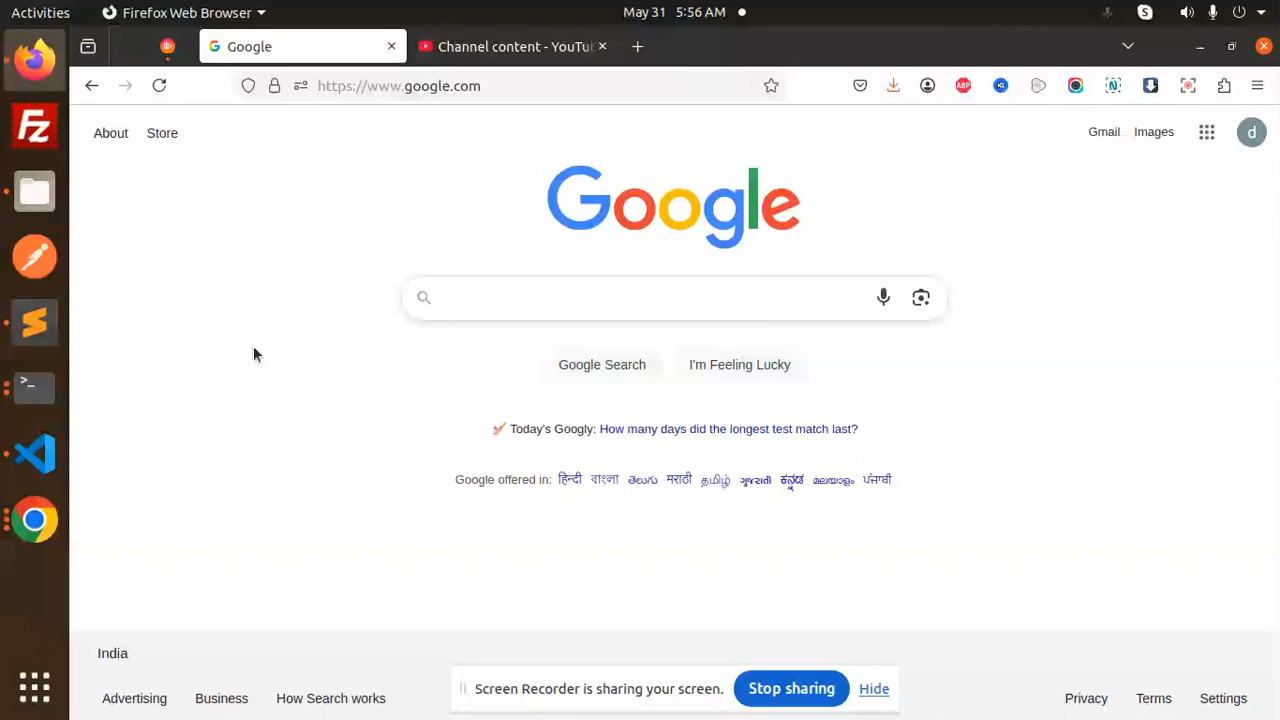 Activities Firefox Web Browser May 31 5:56 AM
Google Channel content - YouTu
https://www.google.com
ABP
About Store Gmail Images d
Google
Google Search I'm Feeling Lucky
Today's Googly: How many days did the longest test match last?
Google offered in: हिन्दी বাংলা తెలుగు मराठी தமிழ் ગુજરાતી ಕನ್ನಡ മലയാളം ਪੰਜਾਬੀ
India
Screen Recorder is sharing your screen. Stop sharing Hide
Advertising Business How Search works Privacy Terms Settings